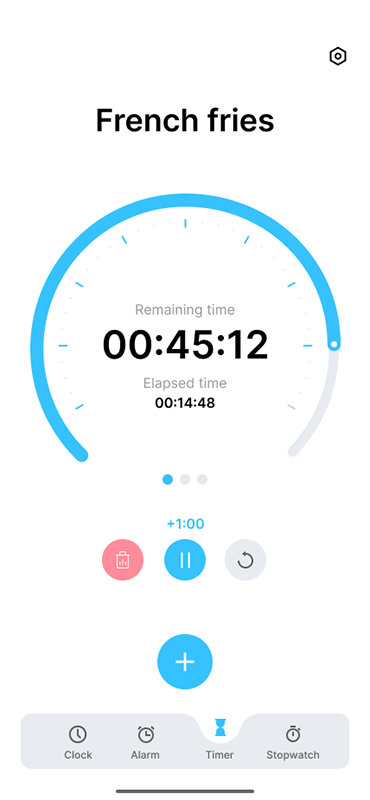 French fries
Remaining time
00:45:12
Elapsed time
00:14:48
+1:00
Clock Alarm Timer Stopwatch